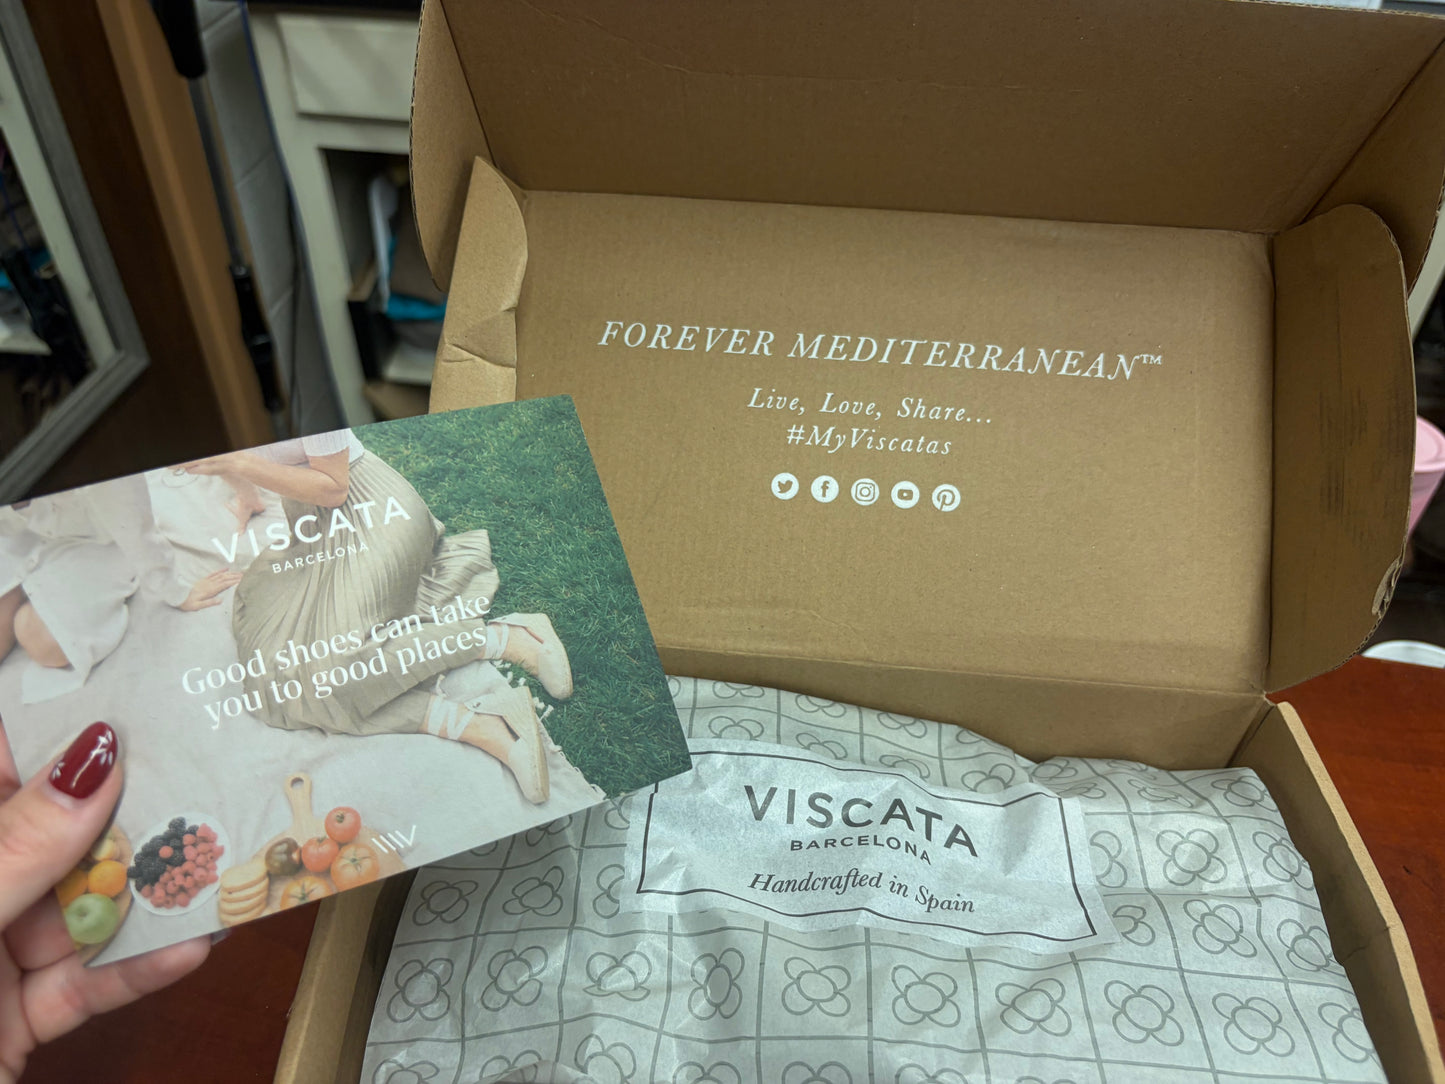 FOREVER MEDITERRANEAN™
Live, Love, Share...
#MyViscatas
VISCATA
BARCELONA
Good shoes can take
you to good places
VISCATA
BARCELONA
Handcrafted in Spain